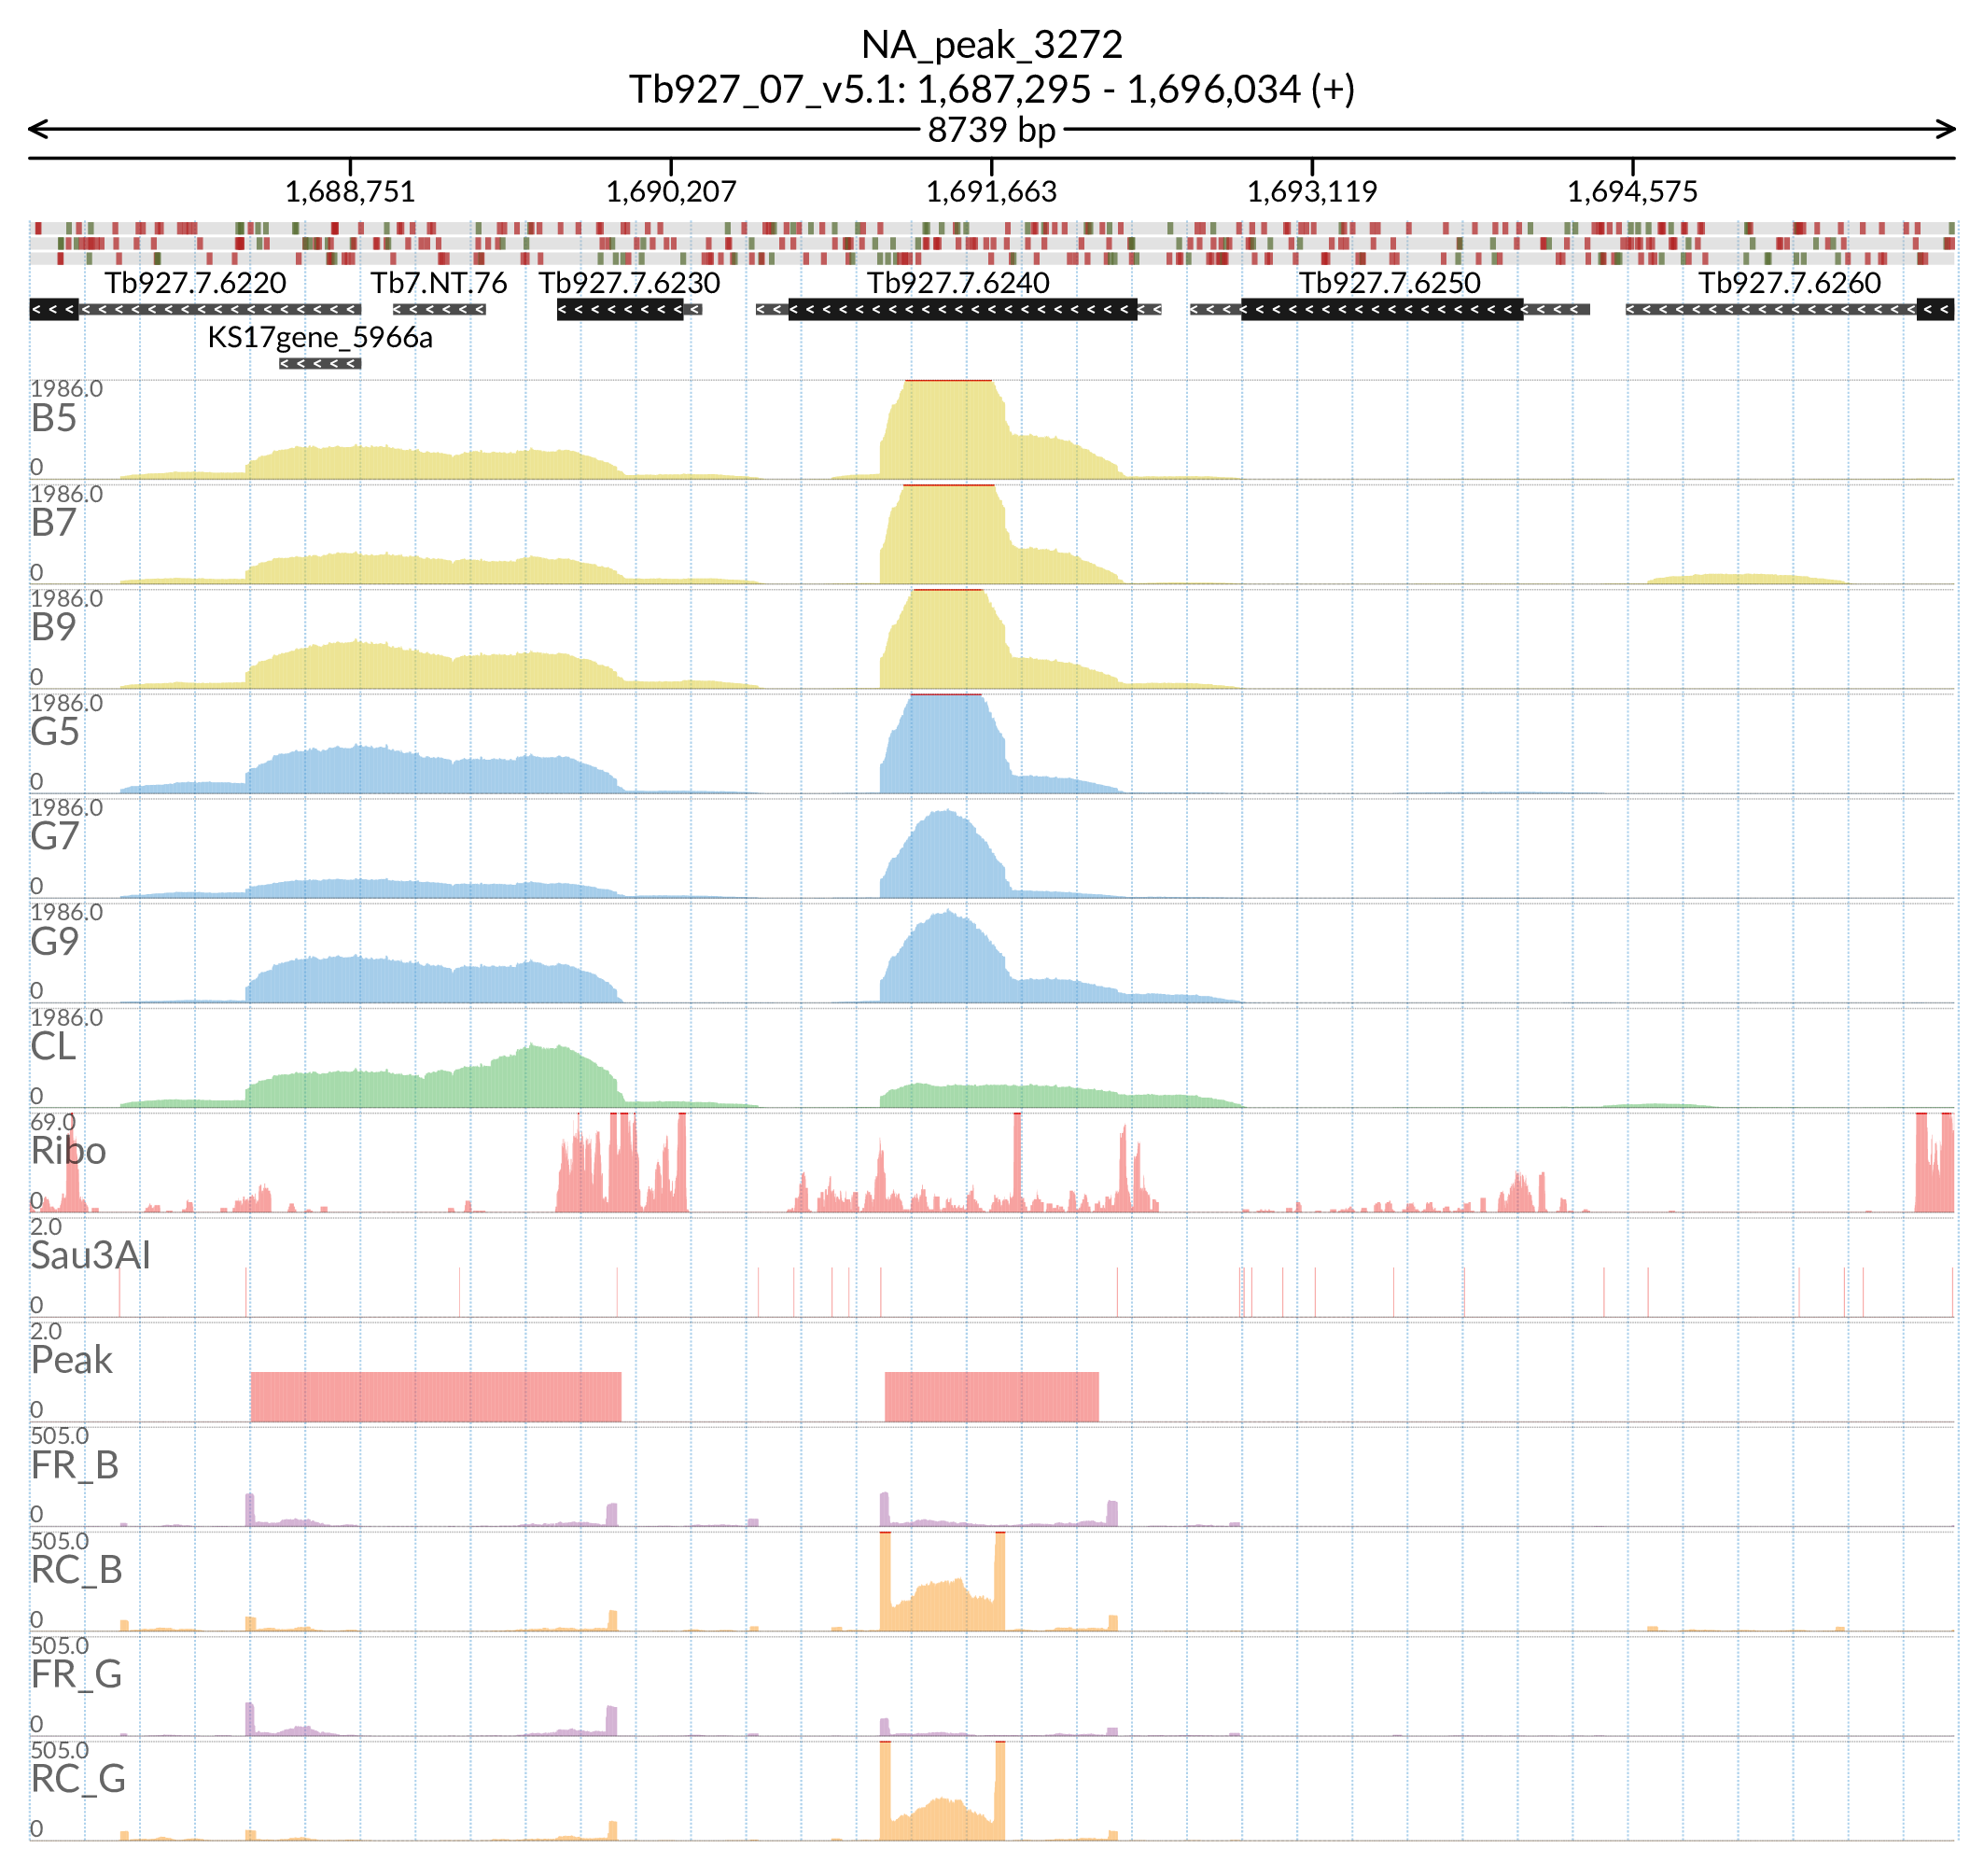 NA_peak_3272
Tb927_07_v5.1: 1,687,295 - 1,696,034 (+)
8739 bp
1,688,751 1,690,207 1,691,663 1,693,119 1,694,575
Tb927.7.6220 Tb7.NT.76 Tb927.7.6230 Tb927.7.6240 Tb927.7.6250 Tb927.7.6260
KS17gene_5966a
1986.0
B5
0
1986.0
B7
0
1986.0
B9
0
1986.0
G5
0
1986.0
G7
0
1986.0
G9
0
1986.0
CL
0
69.0
Ribo
0
2.0
Sau3AI
0
2.0
Peak
0
505.0
FR_B
0
505.0
RC_B
0
505.0
FR_G
0
505.0
RC_G
0